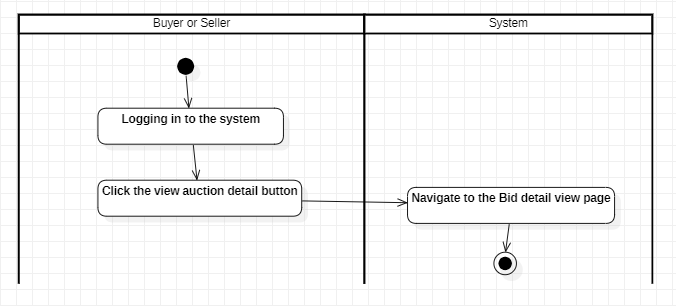 Buyer or Seller
System
Logging in to the system
Click the view auction detail button
Navigate to the Bid detail view page